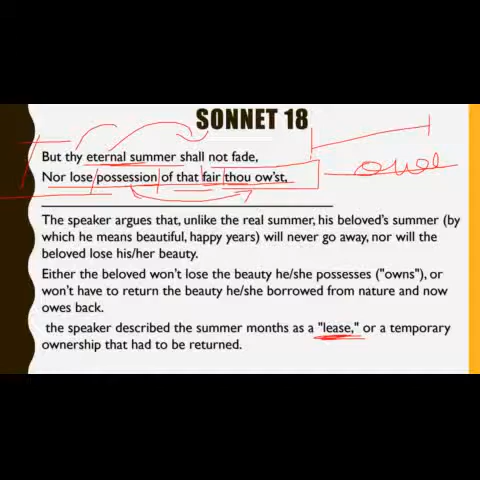 SONNET 18
But thy eternal summer shall not fade,
Nor lose possession of that fair thou ow'st,
owe
The speaker argues that, unlike the real summer, his beloved's summer (by
which he means beautiful, happy years) will never go away, nor will the
beloved lose his/her beauty.
Either the beloved won't lose the beauty he/she possesses ("owns"), or
won't have to return the beauty he/she borrowed from nature and now
owes back.
the speaker described the summer months as a "lease," or a temporary
ownership that had to be returned.